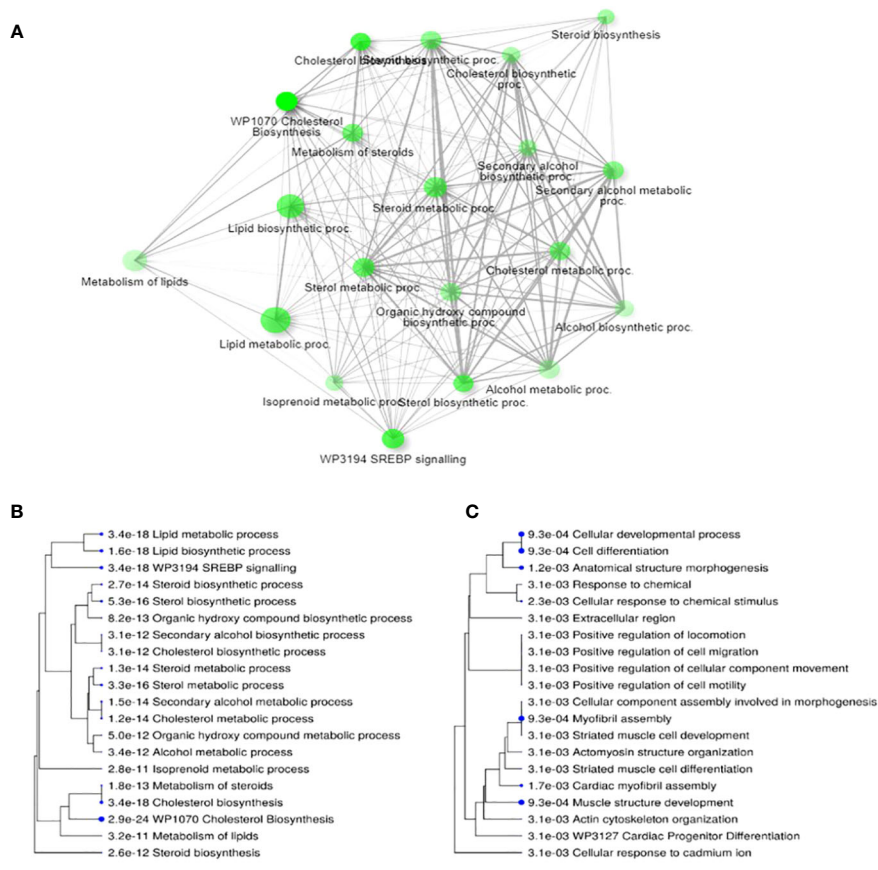 A
Steroid biosynthesis
Cholesterol biosynthesis
Steroid biosynthetic proc.
Cholesterol biosynthetic
proc.
WP1070 Cholesterol
Biosynthesis
Metabolism of steroids
Secondary alcohol
biosynthetic proc.
Secondary alcohol metabolic
proc.
Steroid metabolic proc.
Lipid biosynthetic proc.
Cholesterol metabolic proc.
Metabolism of lipids
Sterol metabolic proc.
Organic hydroxy compound
biosynthetic proc.
Alcohol biosynthetic proc.
Lipid metabolic proc.
Alcohol metabolic proc.
Isoprenoid metabolic proc.
Sterol biosynthetic proc.
WP3194 SREBP signalling
B
3.4e-18 Lipid metabolic process
1.6e-18 Lipid biosynthetic process
3.4e-18 WP3194 SREBP signalling
2.7e-14 Steroid biosynthetic process
5.3e-16 Sterol biosynthetic process
8.2e-13 Organic hydroxy compound biosynthetic process
3.1e-12 Secondary alcohol biosynthetic process
3.1e-12 Cholesterol biosynthetic process
1.3e-14 Steroid metabolic process
3.3e-16 Sterol metabolic process
1.5e-14 Secondary alcohol metabolic process
1.2e-14 Cholesterol metabolic process
5.0e-12 Organic hydroxy compound metabolic process
3.4e-12 Alcohol metabolic process
2.8e-11 Isoprenoid metabolic process
1.8e-13 Metabolism of steroids
3.4e-18 Cholesterol biosynthesis
2.9e-24 WP1070 Cholesterol Biosynthesis
3.2e-11 Metabolism of lipids
2.6e-12 Steroid biosynthesis
C
9.3e-04 Cellular developmental process
9.3e-04 Cell differentiation
1.2e-03 Anatomical structure morphogenesis
3.1e-03 Response to chemical
2.3e-03 Cellular response to chemical stimulus
3.1e-03 Extracellular region
3.1e-03 Positive regulation of locomotion
3.1e-03 Positive regulation of cell migration
3.1e-03 Positive regulation of cellular component movement
3.1e-03 Positive regulation of cell motility
3.1e-03 Cellular component assembly involved in morphogenesis
9.3e-04 Myofibril assembly
3.1e-03 Striated muscle cell development
3.1e-03 Actomyosin structure organization
3.1e-03 Striated muscle cell differentiation
1.7e-03 Cardiac myofibril assembly
9.3e-04 Muscle structure development
3.1e-03 Actin cytoskeleton organization
3.1e-03 WP3127 Cardiac Progenitor Differentiation
3.1e-03 Cellular response to cadmium ion